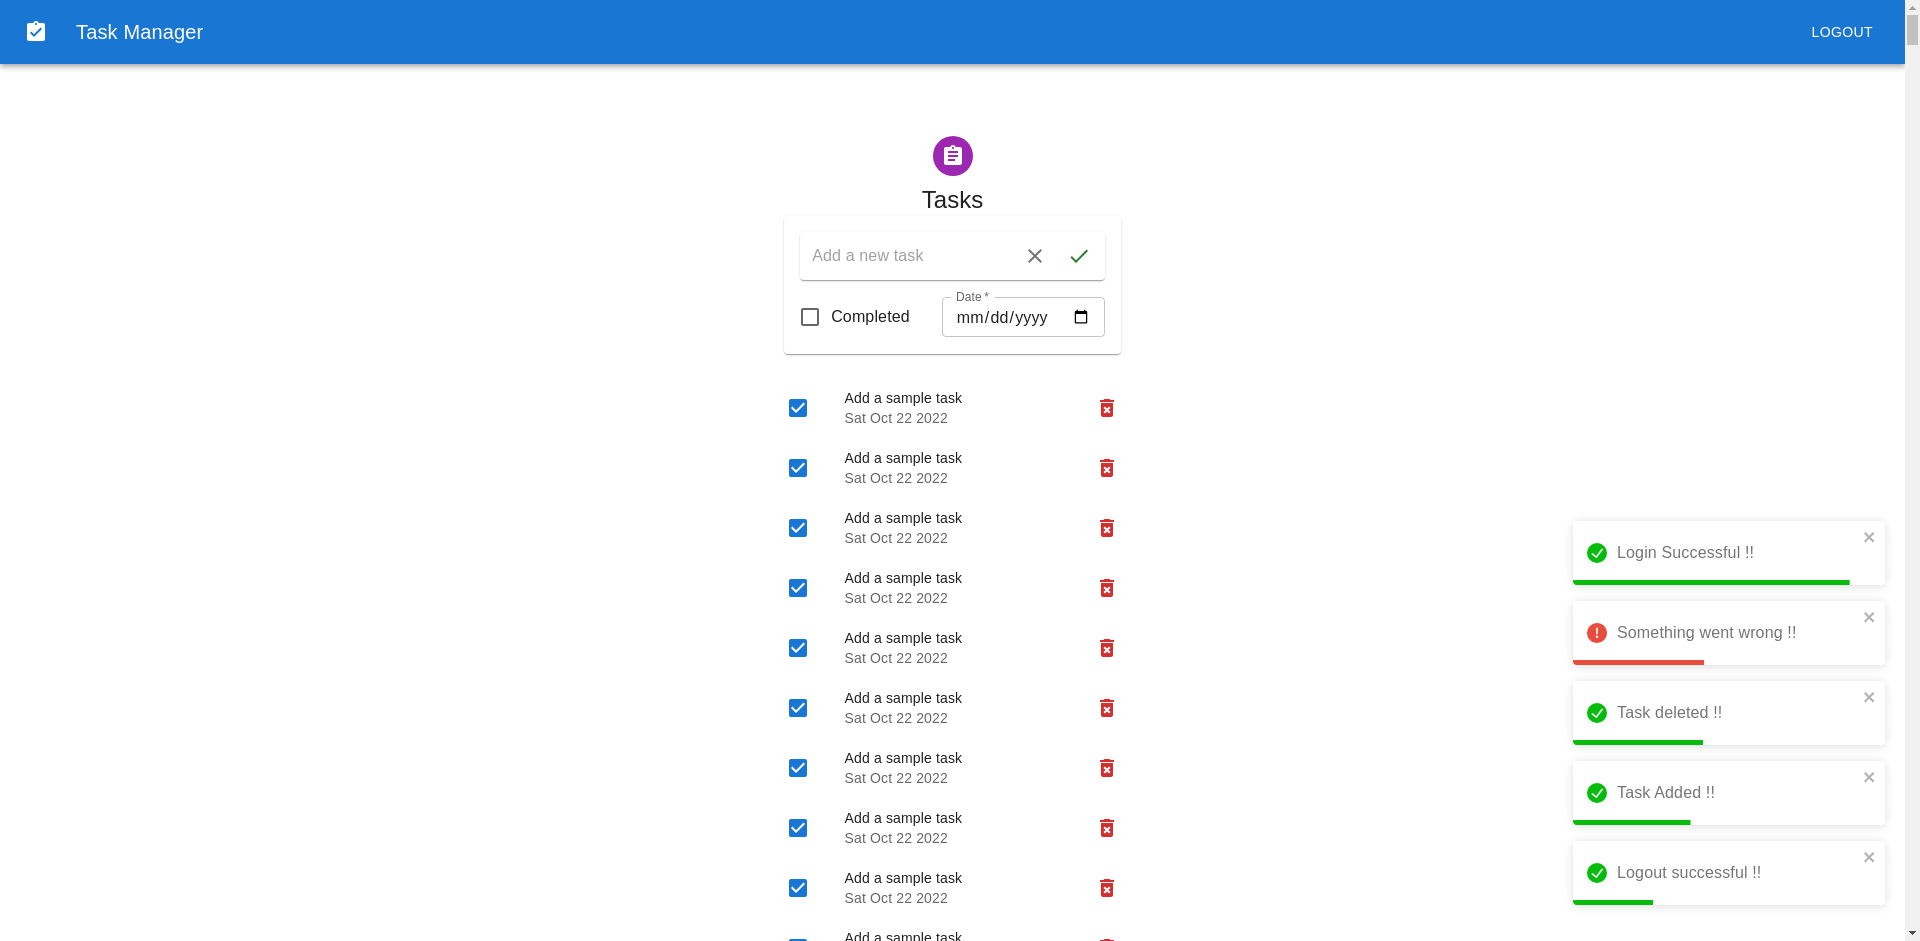 Task Manager
LOGOUT
Tasks
Add a new task
Completed
Date *
mm/dd/yyyy
Add a sample task
Sat Oct 22 2022
Add a sample task
Sat Oct 22 2022
Add a sample task
Sat Oct 22 2022
Add a sample task
Sat Oct 22 2022
Add a sample task
Sat Oct 22 2022
Add a sample task
Sat Oct 22 2022
Add a sample task
Sat Oct 22 2022
Add a sample task
Sat Oct 22 2022
Add a sample task
Sat Oct 22 2022
Add a sample task
Login Successful !!
Something went wrong !!
Task deleted !!
Task Added !!
Logout successful !!